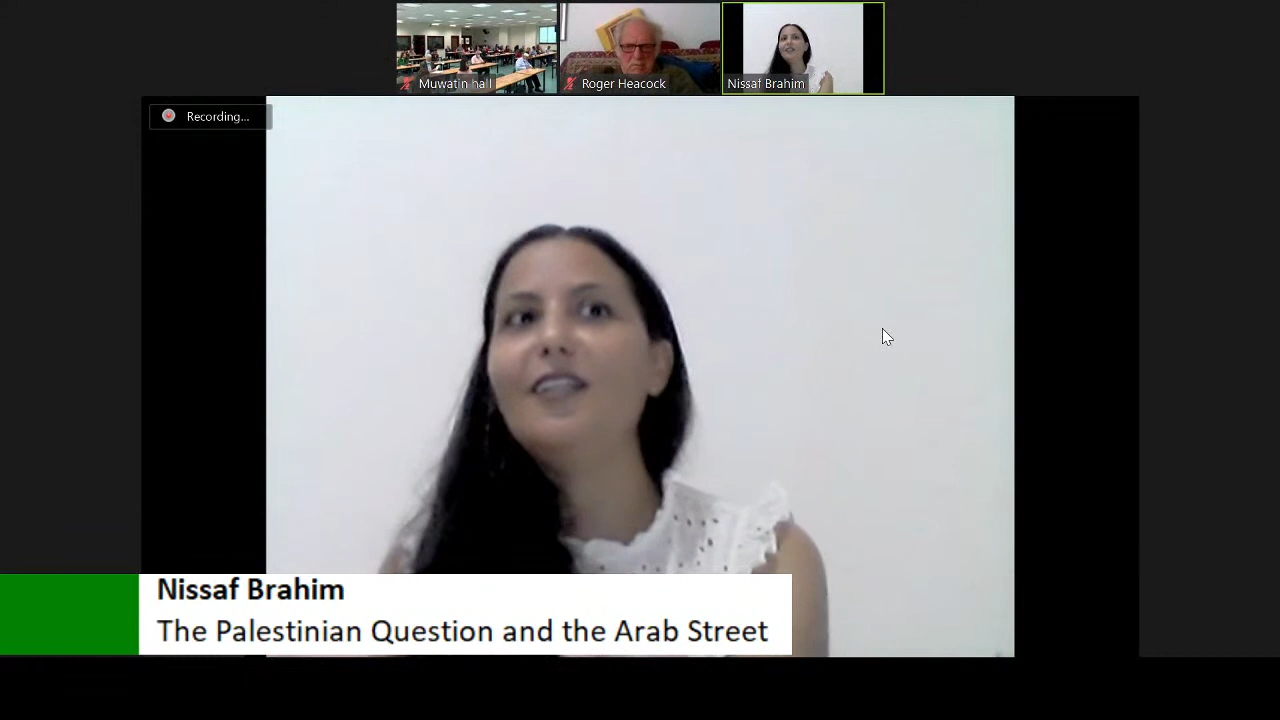 Muwatin hall
Roger Heacock
Nissaf Brahim
Recording...
Nissaf Brahim
The Palestinian Question and the Arab Street